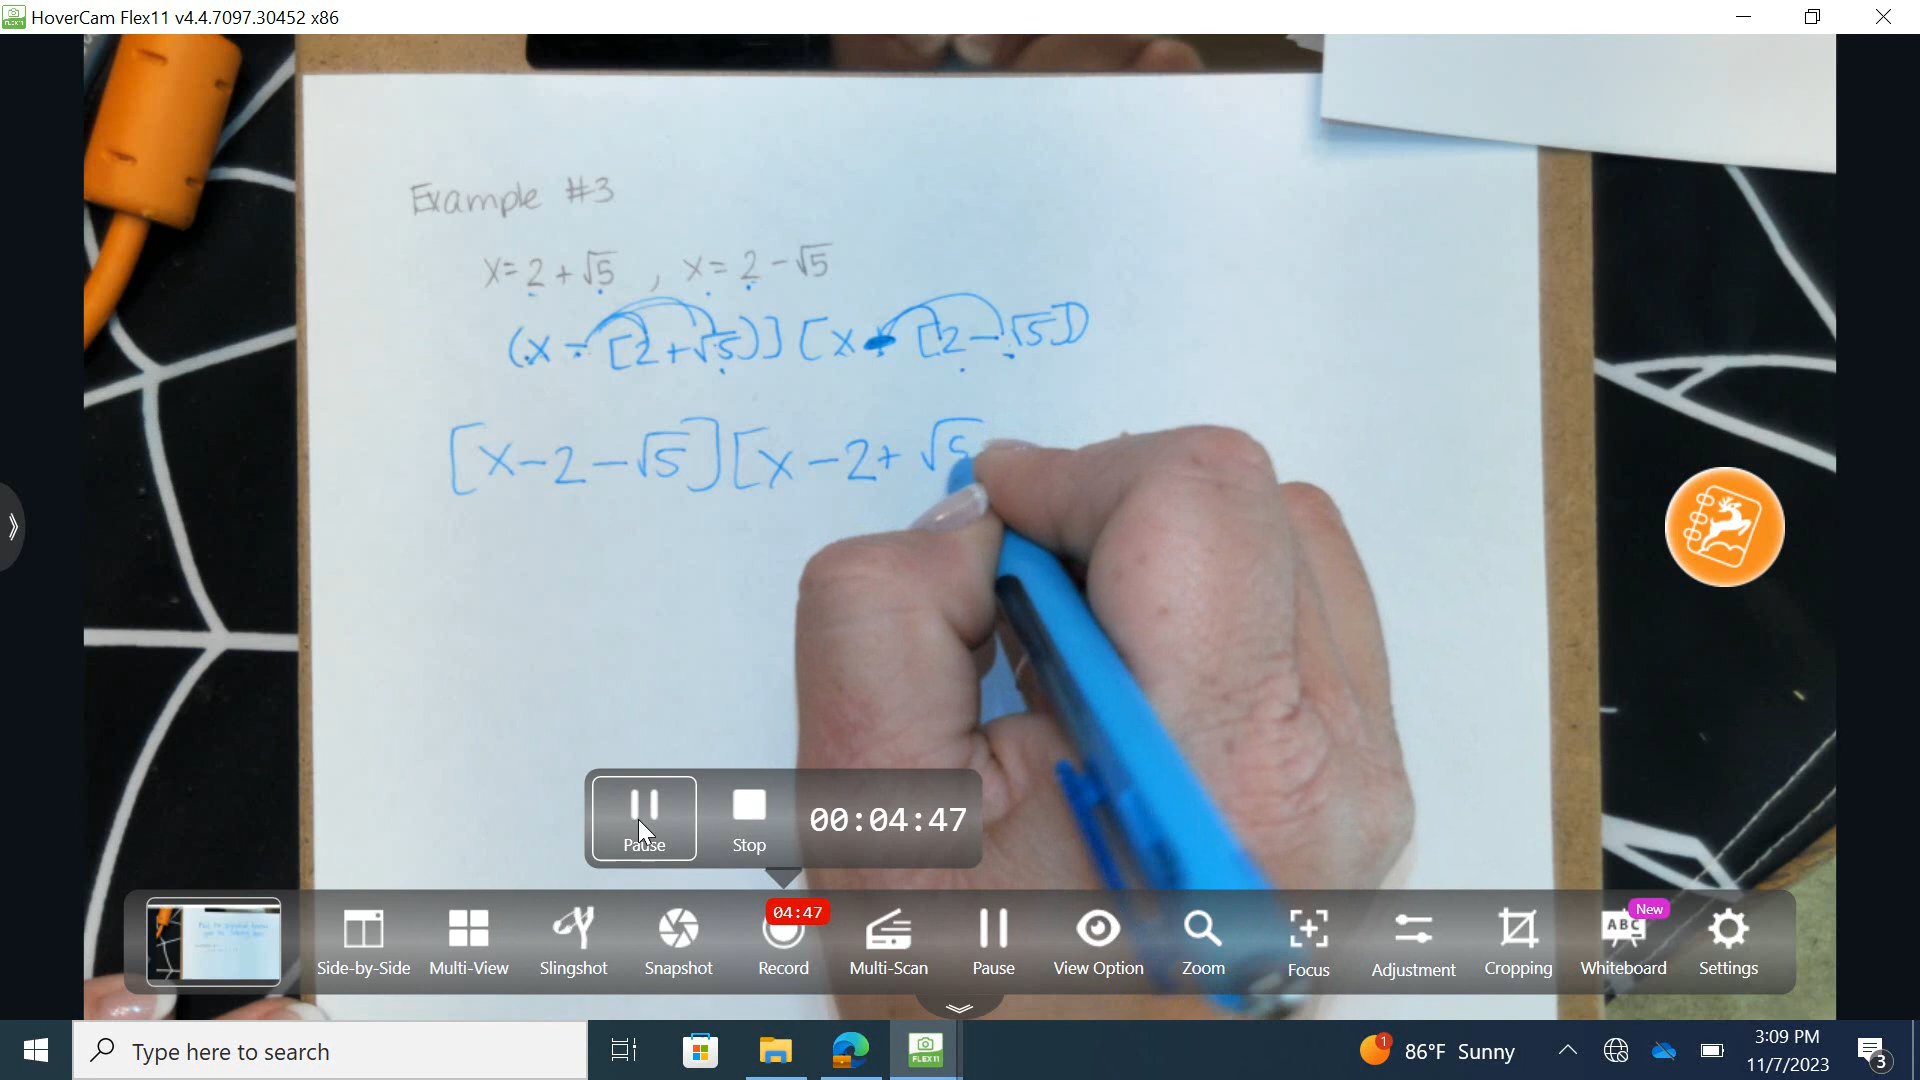 HoverCam Flex11 v4.4.7097.30452 x86
Example #3
x = 2 + √5 , x = 2 - √5
(x - [2 + √5)] [x - [2 - √5])
[x - 2 - √5] [x - 2 + √5
Pause
Stop
00:04:47
04:47
New
Side-by-Side
Multi-View
Slingshot
Snapshot
Record
Multi-Scan
Pause
View Option
Zoom
Focus
Adjustment
Cropping
ABC
Whiteboard
Settings
Type here to search
FLEX11
1
86°F Sunny
3:09 PM
11/7/2023
3